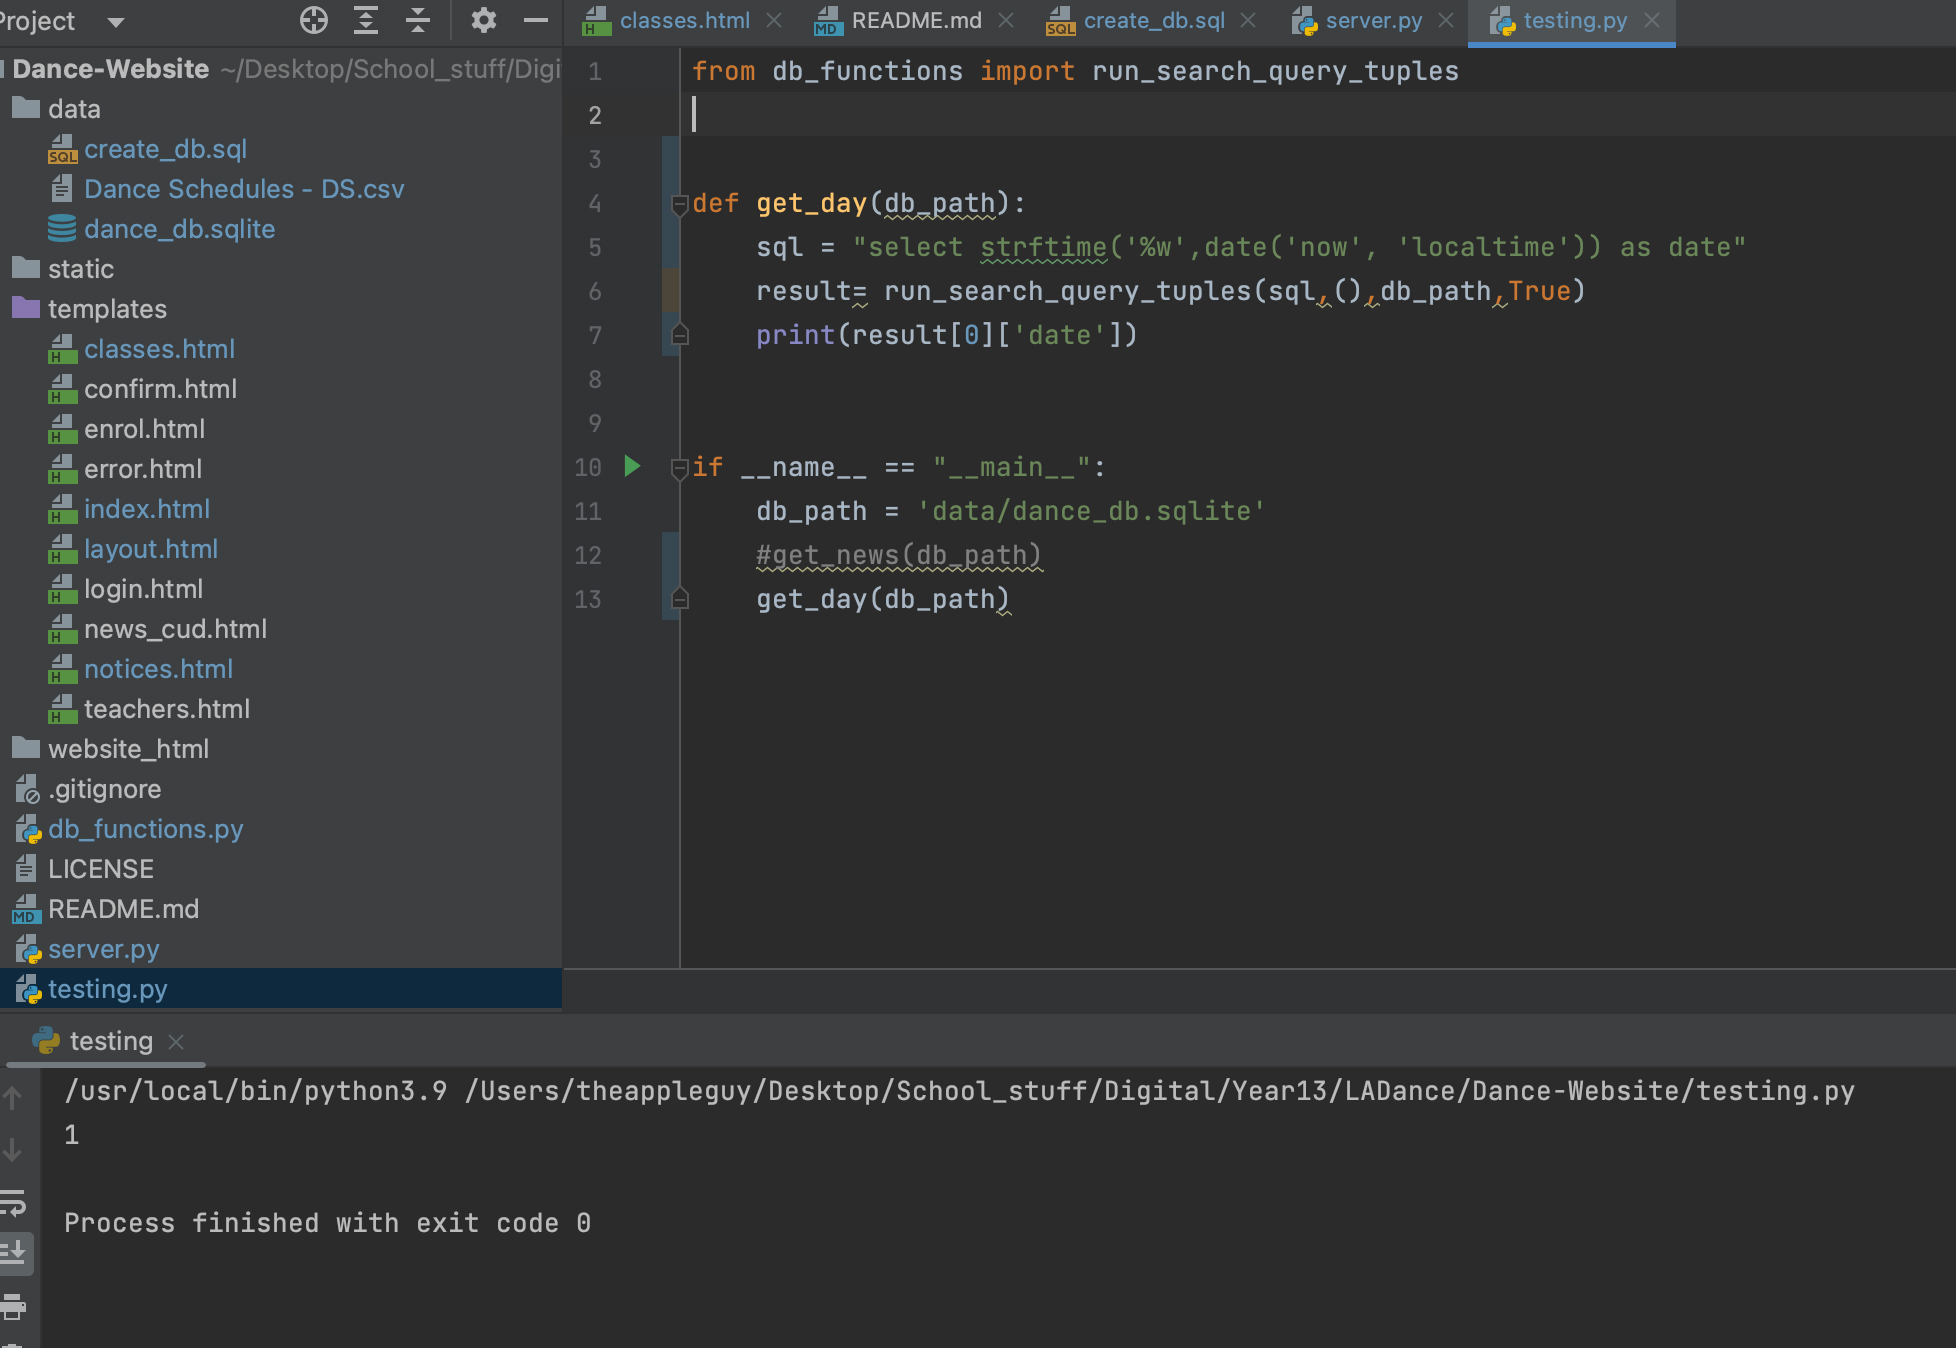 Project
classes.html
README.md
create_db.sql
server.py
testing.py
Dance-Website ~/Desktop/School_stuff/Digi
data
create_db.sql
Dance Schedules - DS.csv
dance_db.sqlite
static
templates
classes.html
confirm.html
enrol.html
error.html
index.html
layout.html
login.html
news_cud.html
notices.html
teachers.html
website_html
.gitignore
db_functions.py
LICENSE
README.md
server.py
testing.py
1 from db_functions import run_search_query_tuples
2
3
4 def get_day(db_path):
5 sql = "select strftime('%w',date('now', 'localtime')) as date"
6 result= run_search_query_tuples(sql,(),db_path,True)
7 print(result[0]['date'])
8
9
10 if __name__ == "__main__":
11 db_path = 'data/dance_db.sqlite'
12 #get_news(db_path)
13 get_day(db_path)
testing
/usr/local/bin/python3.9 /Users/theappleguy/Desktop/School_stuff/Digital/Year13/LADance/Dance-Website/testing.py
1
Process finished with exit code 0